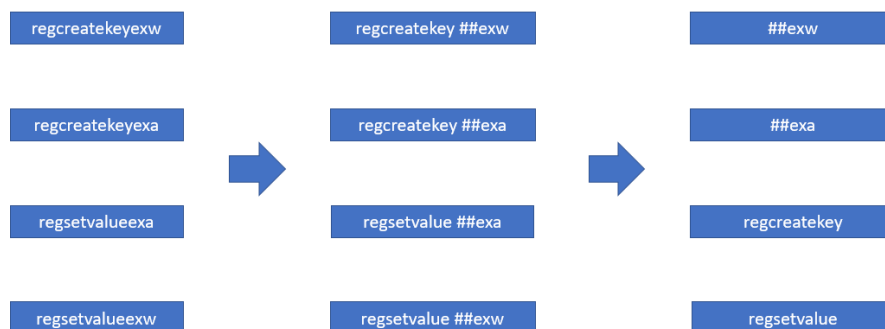 regcreatekeyexw
regcreatekey ##exw
##exw
regcreatekeyexa
regcreatekey ##exa
##exa
regsetvalueexa
regsetvalue ##exa
regcreatekey
regsetvalueexw
regsetvalue ##exw
regsetvalue